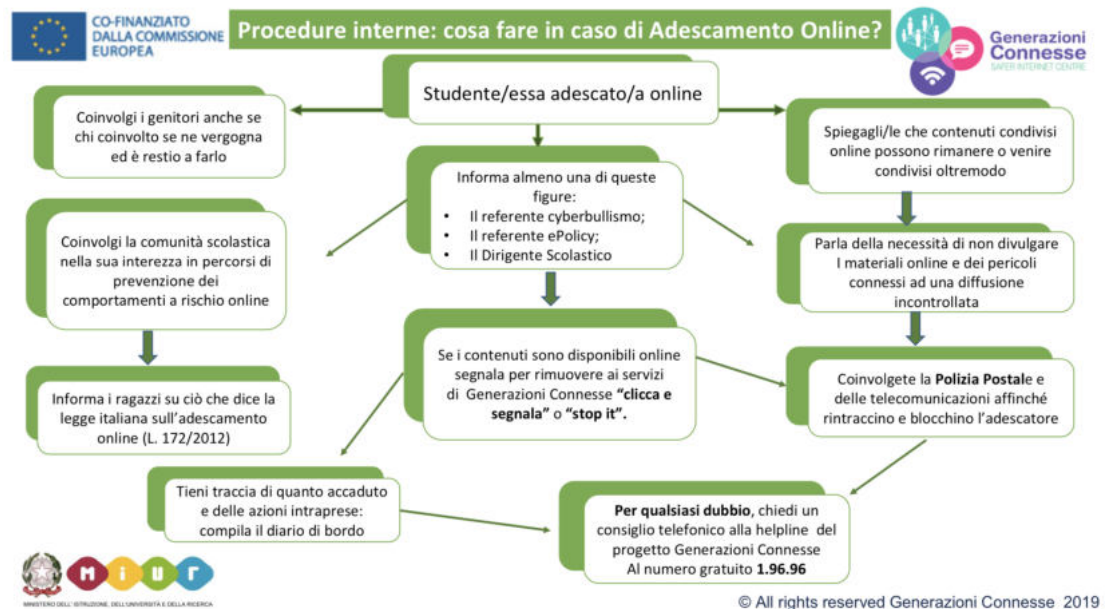 CO-FINANZIATO
DALLA COMMISSIONE
EUROPEA
Procedure interne: cosa fare in caso di Adescamento Online?
Generazioni
Connesse
SAFER INTERNET CENTRE
Studente/essa adescato/a online
Coinvolgi i genitori anche se
chi coinvolto se ne vergogna
ed è restio a farlo
Spiegagli/le che contenuti condivisi
online possono rimanere o venire
condivisi oltremodo
Informa almeno una di queste
figure:
• Il referente cyberbullismo;
• Il referente ePolicy;
• Il Dirigente Scolastico
Coinvolgi la comunità scolastica
nella sua interezza in percorsi di
prevenzione dei
comportamenti a rischio online
Parla della necessità di non divulgare
I materiali online e dei pericoli
connessi ad una diffusione
incontrollata
Se i contenuti sono disponibili online
segnala per rimuovere ai servizi
di Generazioni Connesse “clicca e
segnala” o “stop it”.
Informa i ragazzi su ciò che dice la
legge italiana sull’adescamento
online (L. 172/2012)
Coinvolgete la Polizia Postale e
delle telecomunicazioni affinché
rintraccino e blocchino l’adescatore
Tieni traccia di quanto accaduto
e delle azioni intraprese:
compila il diario di bordo
Per qualsiasi dubbio, chiedi un
consiglio telefonico alla helpline del
progetto Generazioni Connesse
Al numero gratuito 1.96.96
MIUR
MINISTERO DELL’ ISTRUZIONE, DELL’UNIVERSITÀ E DELLA RICERCA
© All rights reserved Generazioni Connesse 2019